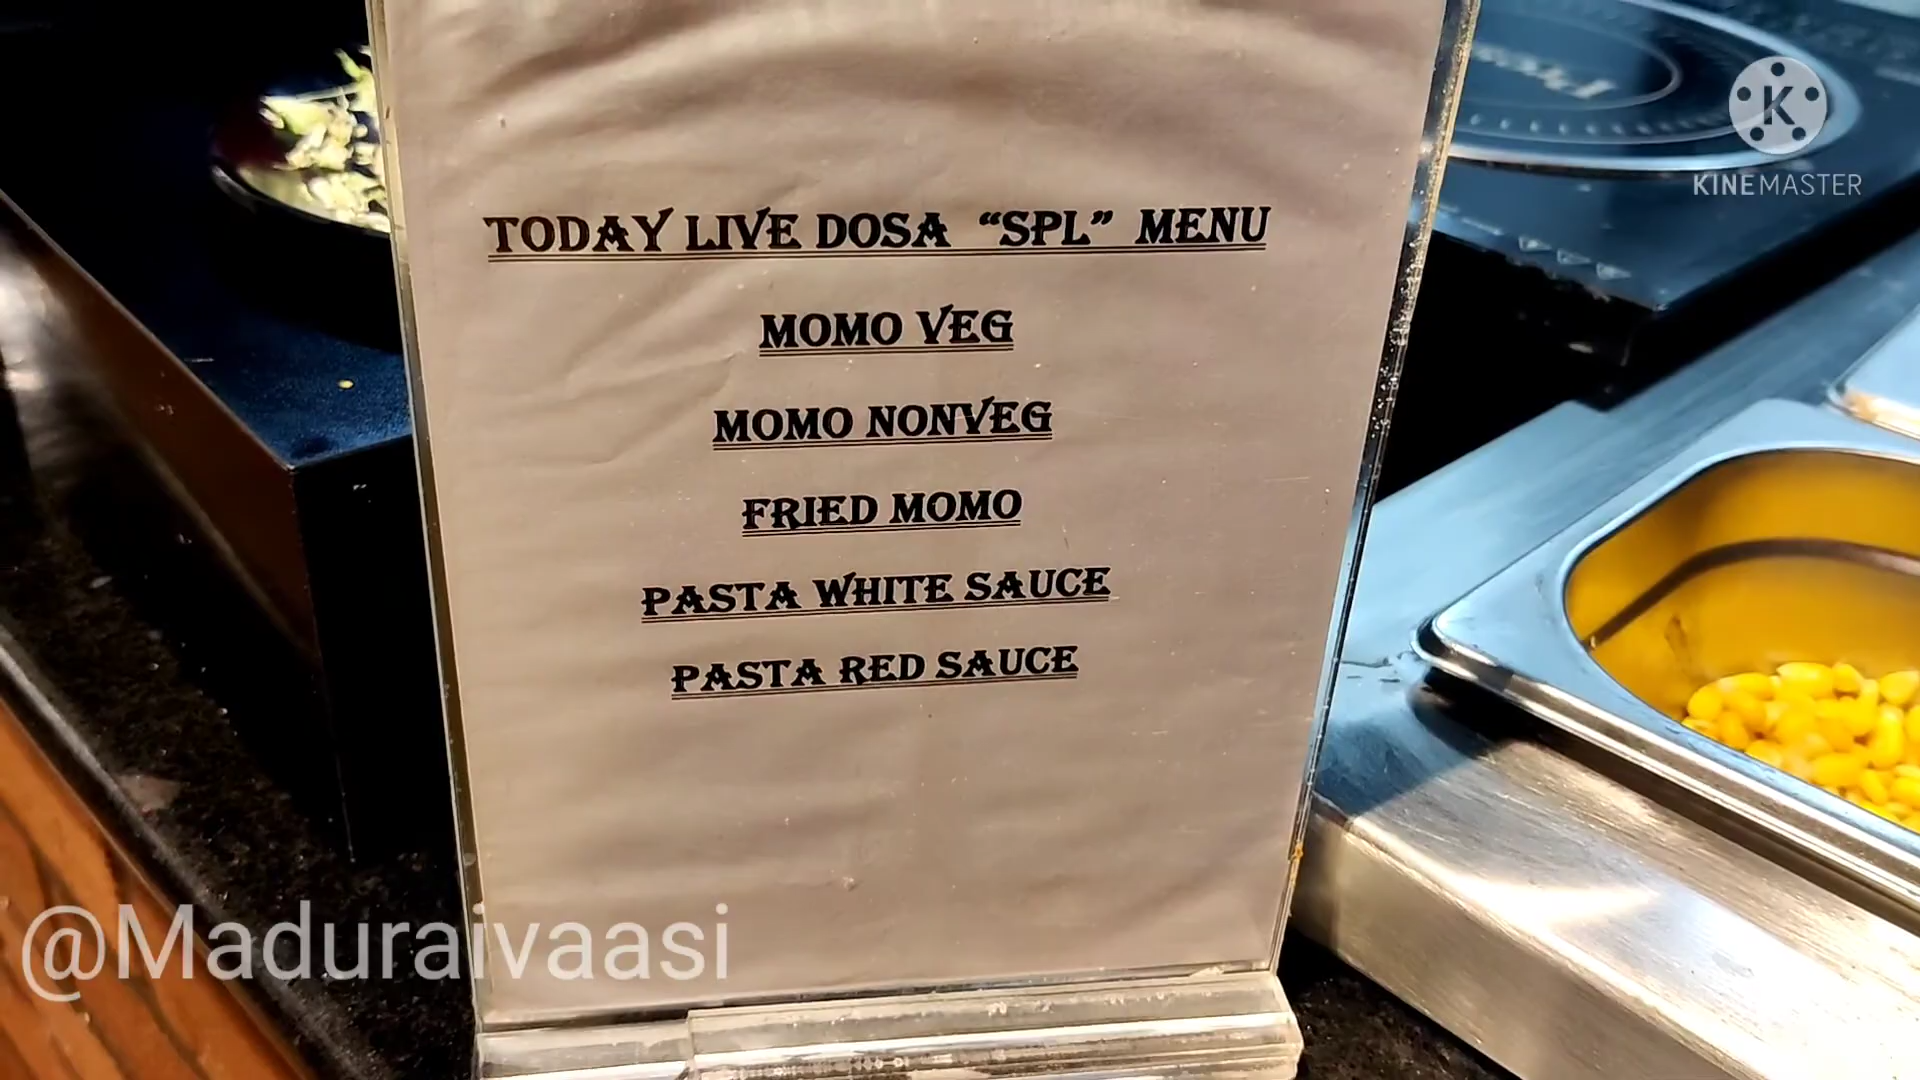 K
KINEMASTER
TODAY LIVE DOSA “SPL” MENU
MOMO VEG
MOMO NONVEG
FRIED MOMO
PASTA WHITE SAUCE
PASTA RED SAUCE
@Maduraivaasi